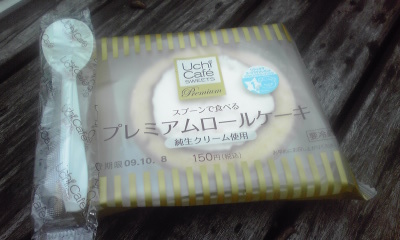 Uchi
Café
SWEETS
Premium
スプーンで食べる
プレミアムロールケーキ
純生クリーム使用
期限 09.10. 8
150円(税込)